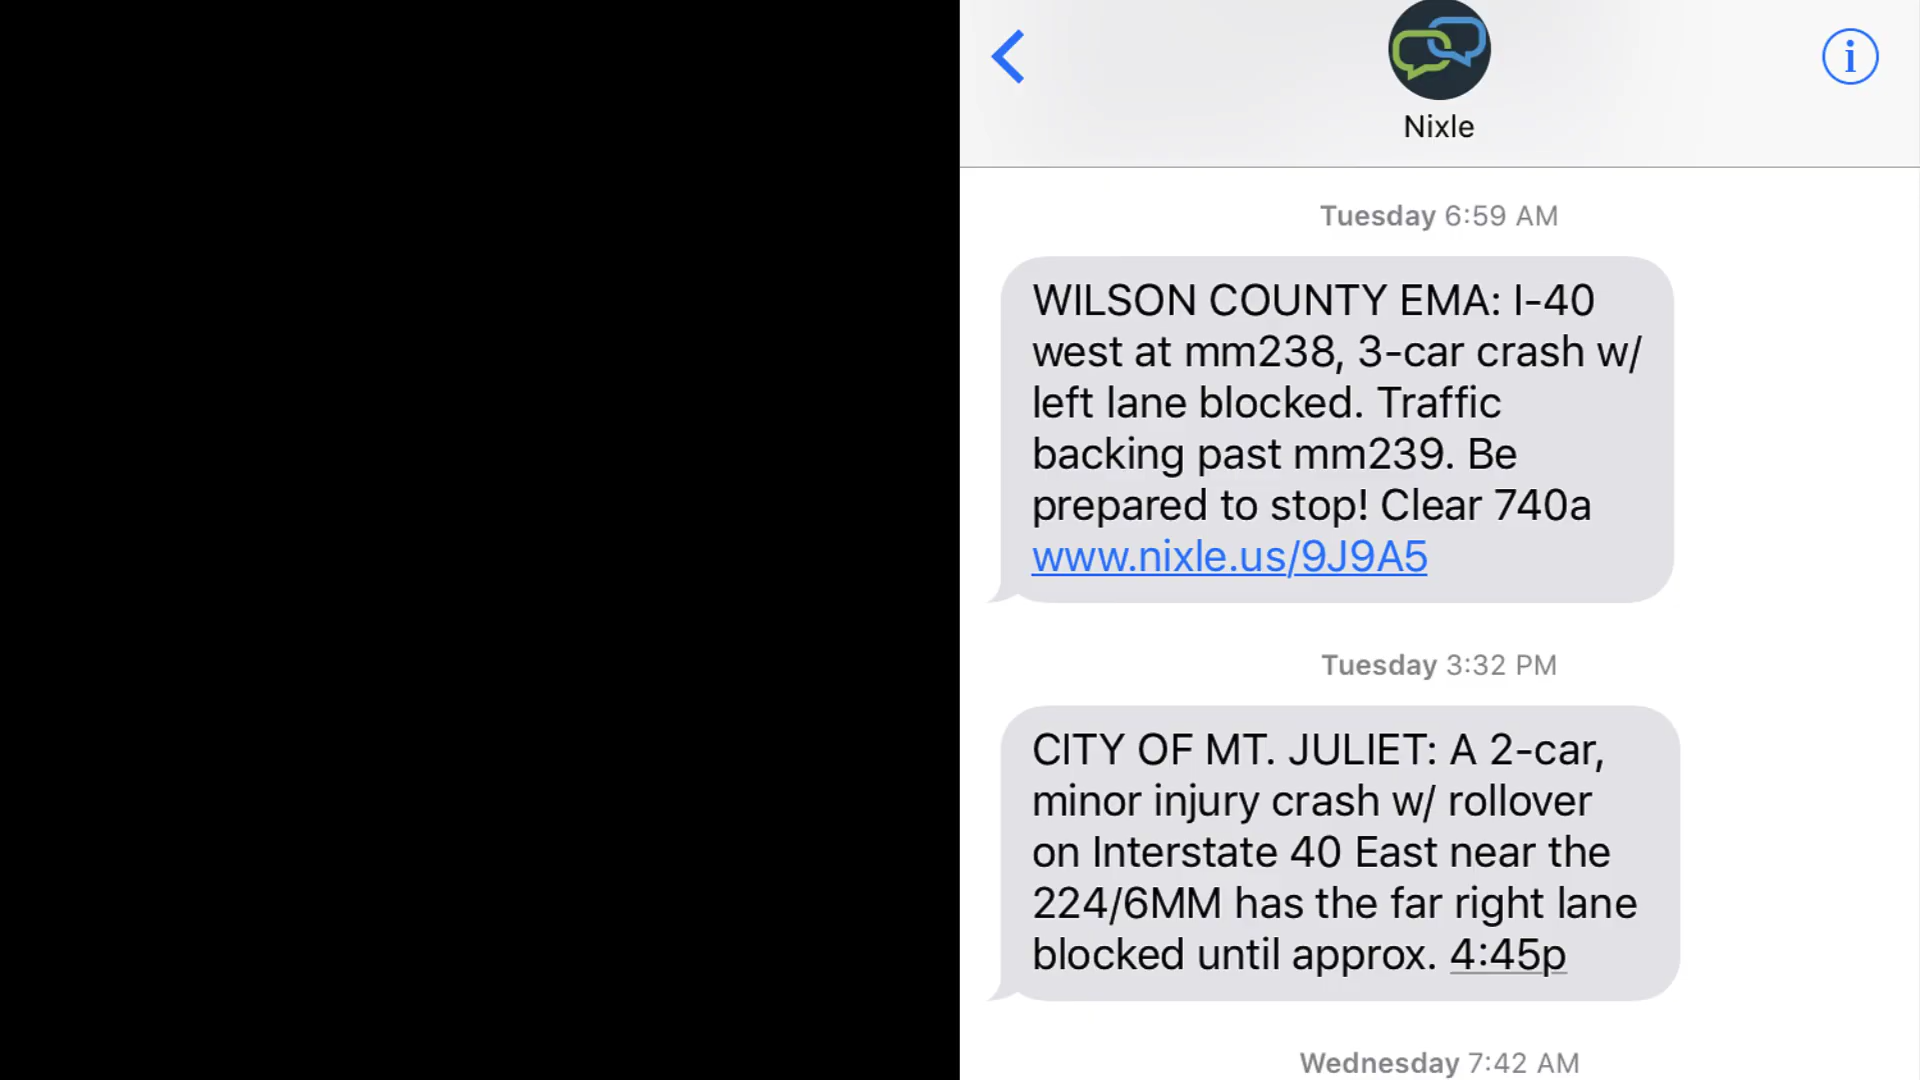 Nixle
Tuesday 6:59 AM
WILSON COUNTY EMA: I-40
west at mm238, 3-car crash w/
left lane blocked. Traffic
backing past mm239. Be
prepared to stop! Clear 740a
www.nixle.us/9J9A5
Tuesday 3:32 PM
CITY OF MT. JULIET: A 2-car,
minor injury crash w/ rollover
on Interstate 40 East near the
224/6MM has the far right lane
blocked until approx. 4:45p
Wednesday 7:42 AM